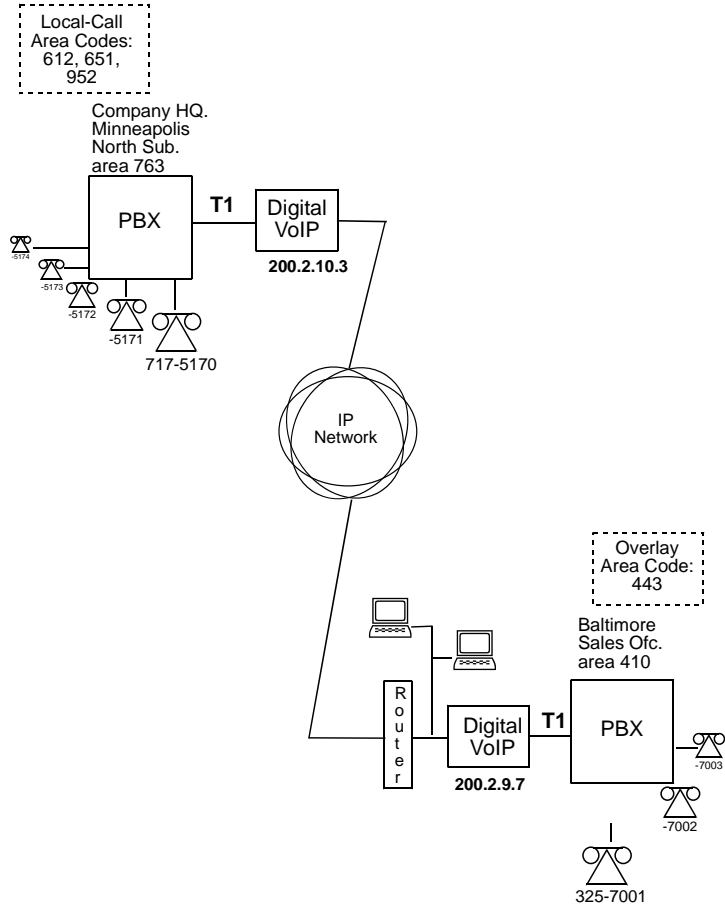 Local-Call
Area Codes:
612, 651,
952
Company HQ.
Minneapolis
North Sub.
area 763
PBX
T1
Digital
VoIP
200.2.10.3
-5174
-5173
-5172
-5171
717-5170
IP
Network
Overlay
Area Code:
443
Baltimore
Sales Ofc.
area 410
Router
Digital
VoIP
T1
PBX
200.2.9.7
-7003
-7002
325-7001